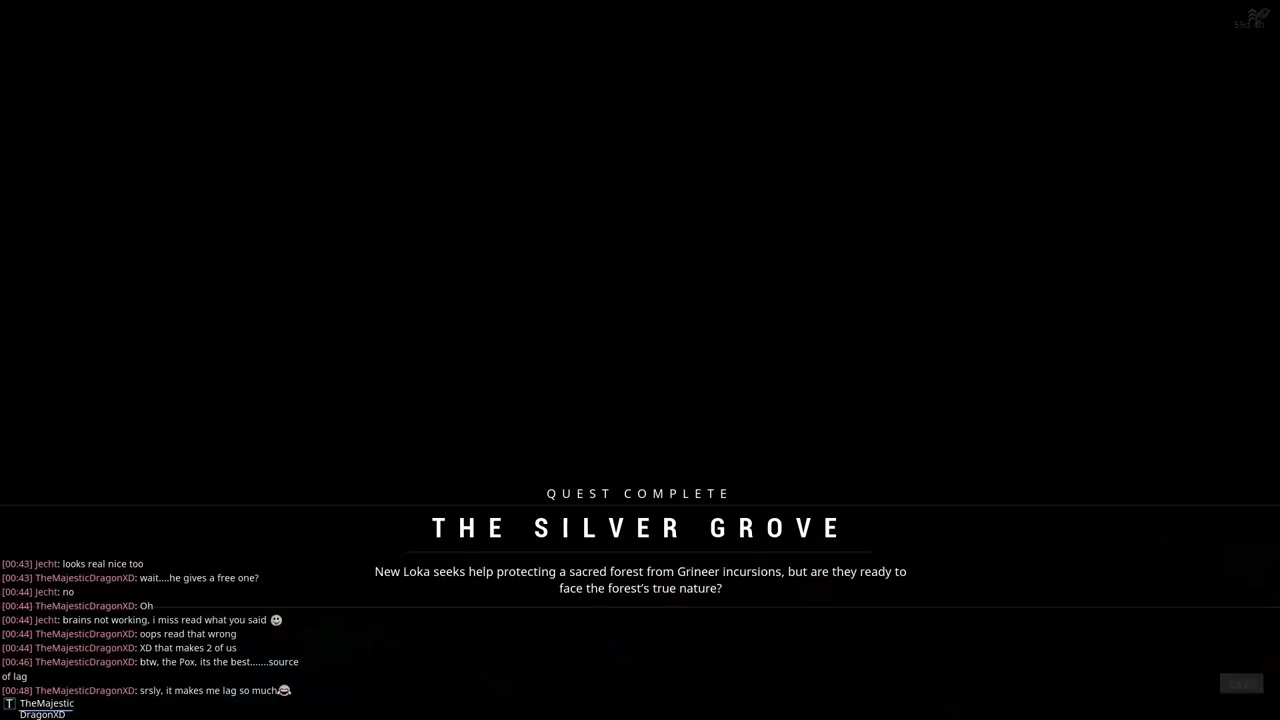 QUEST COMPLETE
THE SILVER GROVE
New Loka seeks help protecting a sacred forest from Grineer incursions, but are they ready to
face the forest's true nature?
[00:43] Jecht: looks real nice too
[00:43] TheMajesticDragonXD: wait....he gives a free one?
[00:44] Jecht: no
[00:44] TheMajesticDragonXD: Oh
[00:44] Jecht: brains not working, i miss read what you said
[00:44] TheMajesticDragonXD: oops read that wrong
[00:44] TheMajesticDragonXD: XD that makes 2 of us
[00:46] TheMajesticDragonXD: btw, the Pox, its the best.......source
of lag
[00:48] TheMajesticDragonXD: srsly, it makes me lag so much
T TheMajestic
DragonXD